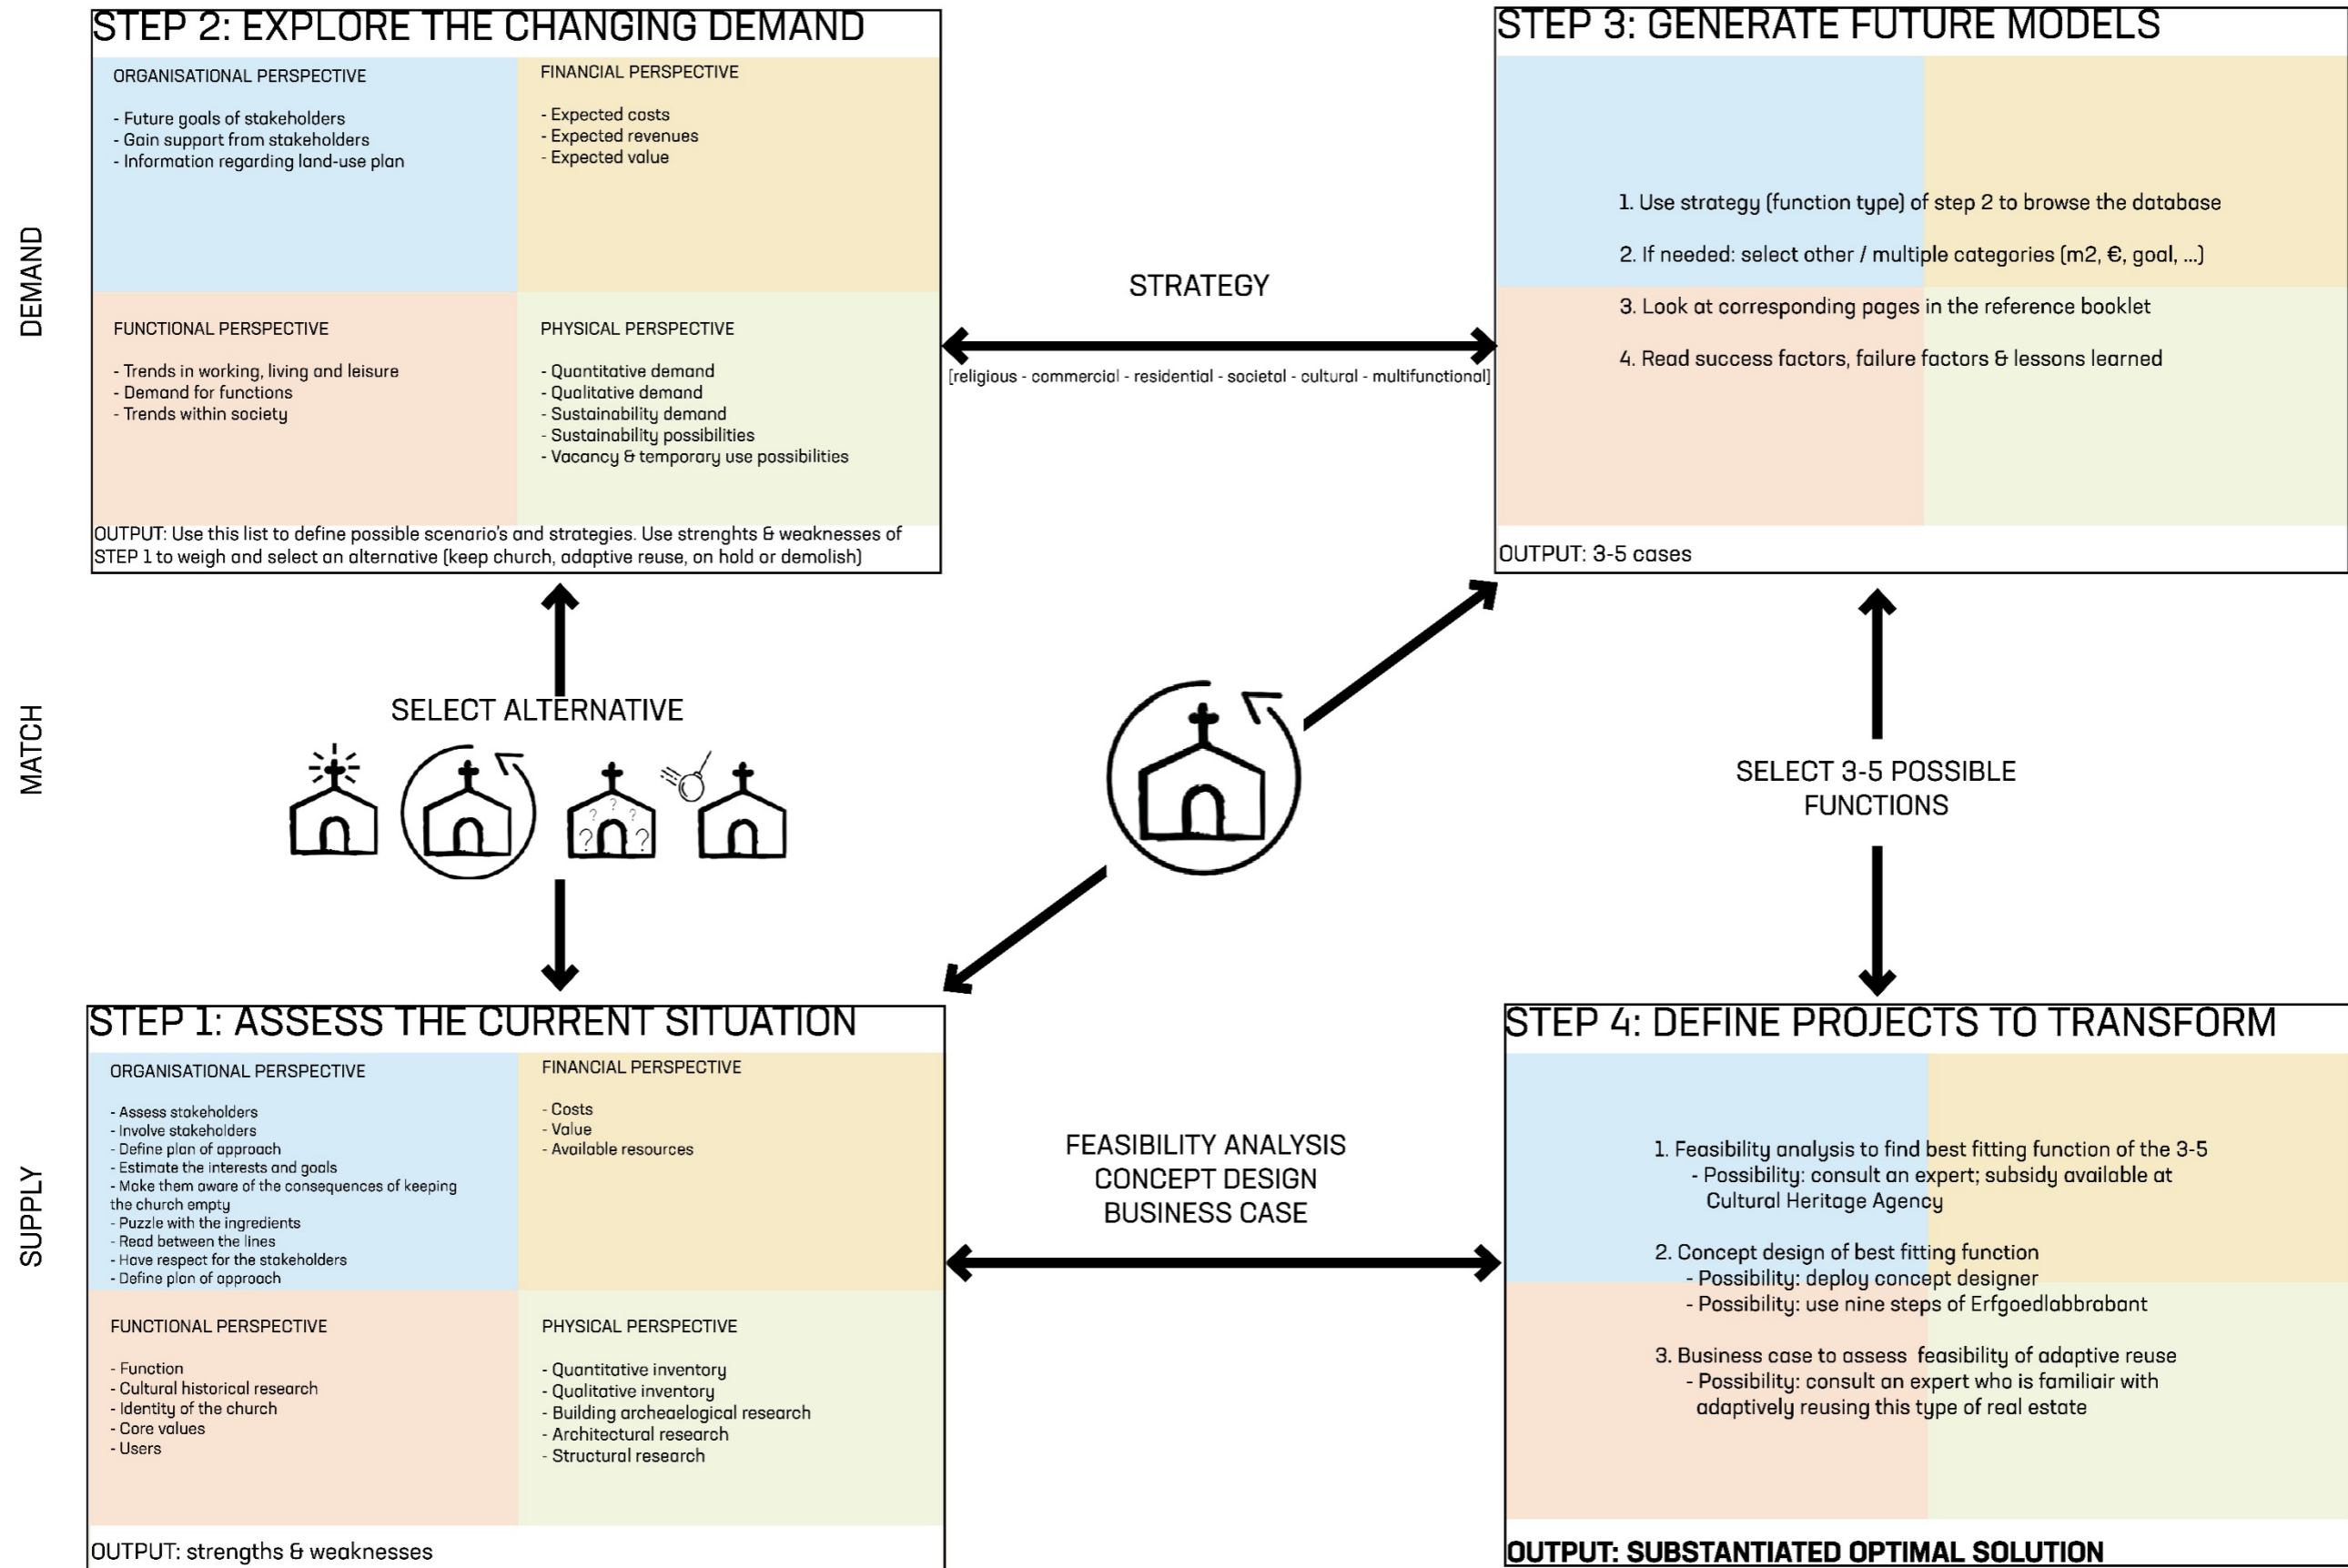 STEP 2: EXPLORE THE CHANGING DEMAND
ORGANISATIONAL PERSPECTIVE
- Future goals of stakeholders
- Gain support from stakeholders
- Information regarding land-use plan
FINANCIAL PERSPECTIVE
- Expected costs
- Expected revenues
- Expected value
FUNCTIONAL PERSPECTIVE
- Trends in working, living and leisure
- Demand for functions
- Trends within society
PHYSICAL PERSPECTIVE
- Quantitative demand
- Qualitative demand
- Sustainability demand
- Sustainability possibilities
- Vacancy & temporary use possibilities
OUTPUT: Use this list to define possible scenario's and strategies. Use strenghts & weaknesses of
STEP 1 to weigh and select an alternative (keep church, adaptive reuse, on hold or demolish)
DEMAND
STRATEGY
[religious - commercial - residential - societal - cultural - multifunctional]
STEP 3: GENERATE FUTURE MODELS
1. Use strategy (function type) of step 2 to browse the database
2. If needed: select other / multiple categories (m2, €, goal, ...)
3. Look at corresponding pages in the reference booklet
4. Read success factors, failure factors & lessons learned
OUTPUT: 3-5 cases
MATCH
SELECT ALTERNATIVE
? ? ? ? ?
SELECT 3-5 POSSIBLE
FUNCTIONS
SUPPLY
STEP 1: ASSESS THE CURRENT SITUATION
ORGANISATIONAL PERSPECTIVE
- Assess stakeholders
- Involve stakeholders
- Define plan of approach
- Estimate the interests and goals
- Make them aware of the consequences of keeping
the church empty
- Puzzle with the ingredients
- Read between the lines
- Have respect for the stakeholders
- Define plan of approach
FINANCIAL PERSPECTIVE
- Costs
- Value
- Available resources
FUNCTIONAL PERSPECTIVE
- Function
- Cultural historical research
- Identity of the church
- Core values
- Users
PHYSICAL PERSPECTIVE
- Quantitative inventory
- Qualitative inventory
- Building archeaelogical research
- Architectural research
- Structural research
OUTPUT: strengths & weaknesses
FEASIBILITY ANALYSIS
CONCEPT DESIGN
BUSINESS CASE
STEP 4: DEFINE PROJECTS TO TRANSFORM
1. Feasibility analysis to find best fitting function of the 3-5
- Possibility: consult an expert; subsidy available at
Cultural Heritage Agency
2. Concept design of best fitting function
- Possibility: deploy concept designer
- Possibility: use nine steps of Erfgoedlabbrabant
3. Business case to assess feasibility of adaptive reuse
- Possibility: consult an expert who is familiair with
adaptively reusing this type of real estate
OUTPUT: SUBSTANTIATED OPTIMAL SOLUTION